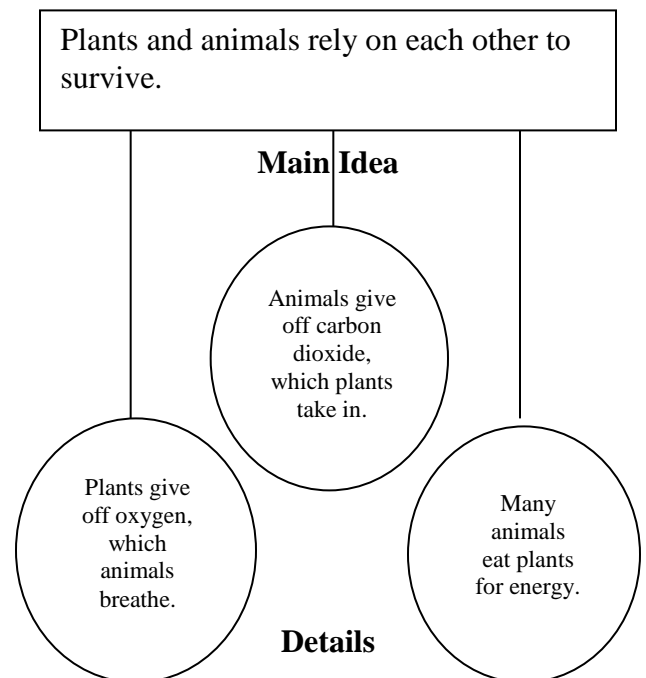 Plants and animals rely on each other to
survive.
Main Idea
Animals give
off carbon
dioxide,
which plants
take in.
Plants give
off oxygen,
which
animals
breathe.
Many
animals
eat plants
for energy.
Details